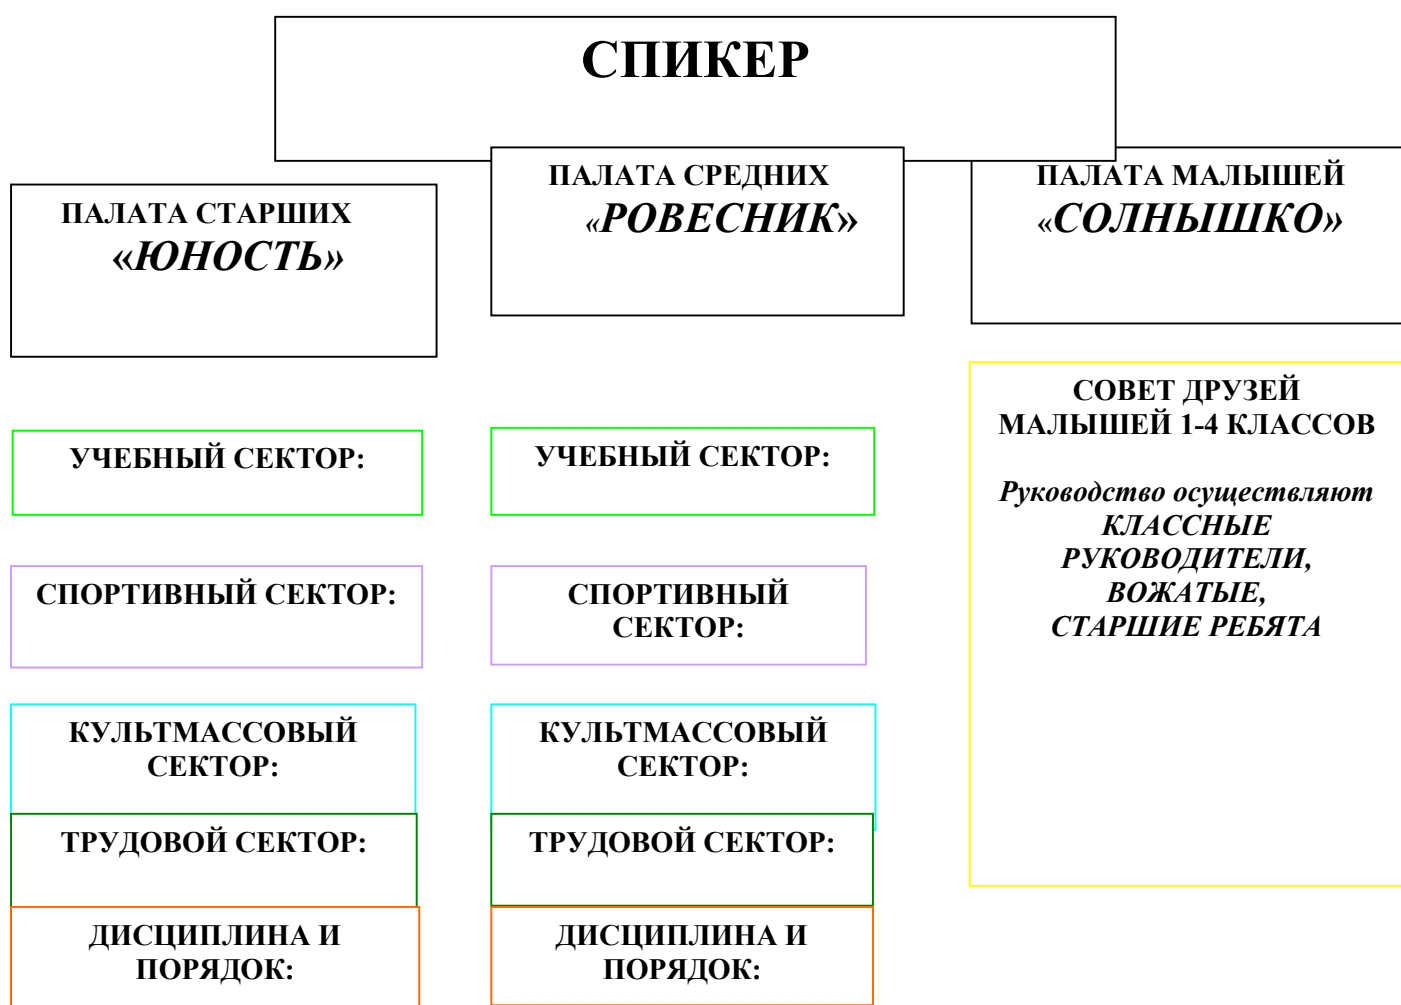 СПИКЕР
ПАЛАТА СТАРШИХ
«ЮНОСТЬ»
УЧЕБНЫЙ СЕКТОР:
СПОРТИВНЫЙ СЕКТОР:
КУЛЬТМАССОВЫЙ
СЕКТОР:
ТРУДОВОЙ СЕКТОР:
ДИСЦИПЛИНА И
ПОРЯДОК:
ПАЛАТА СРЕДНИХ
«РОВЕСНИК»
УЧЕБНЫЙ СЕКТОР:
СПОРТИВНЫЙ
СЕКТОР:
КУЛЬТМАССОВЫЙ
СЕКТОР:
ТРУДОВОЙ СЕКТОР:
ДИСЦИПЛИНА И
ПОРЯДОК:
ПАЛАТА МАЛЫШЕЙ
«СОЛНЫШКО»
СОВЕТ ДРУЗЕЙ
МАЛЫШЕЙ 1-4 КЛАССОВ
Руководство осуществляют
КЛАССНЫЕ
РУКОВОДИТЕЛИ,
ВОЖАТЫЕ,
СТАРШИЕ РЕБЯТА